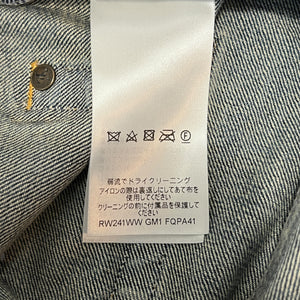 弱流でドライクリーニング
アイロンの際は裏返しにしてあて布を
使用してください
クリーニングの前に付属品を保護して
ください
RW241WW GM1 FQPA41